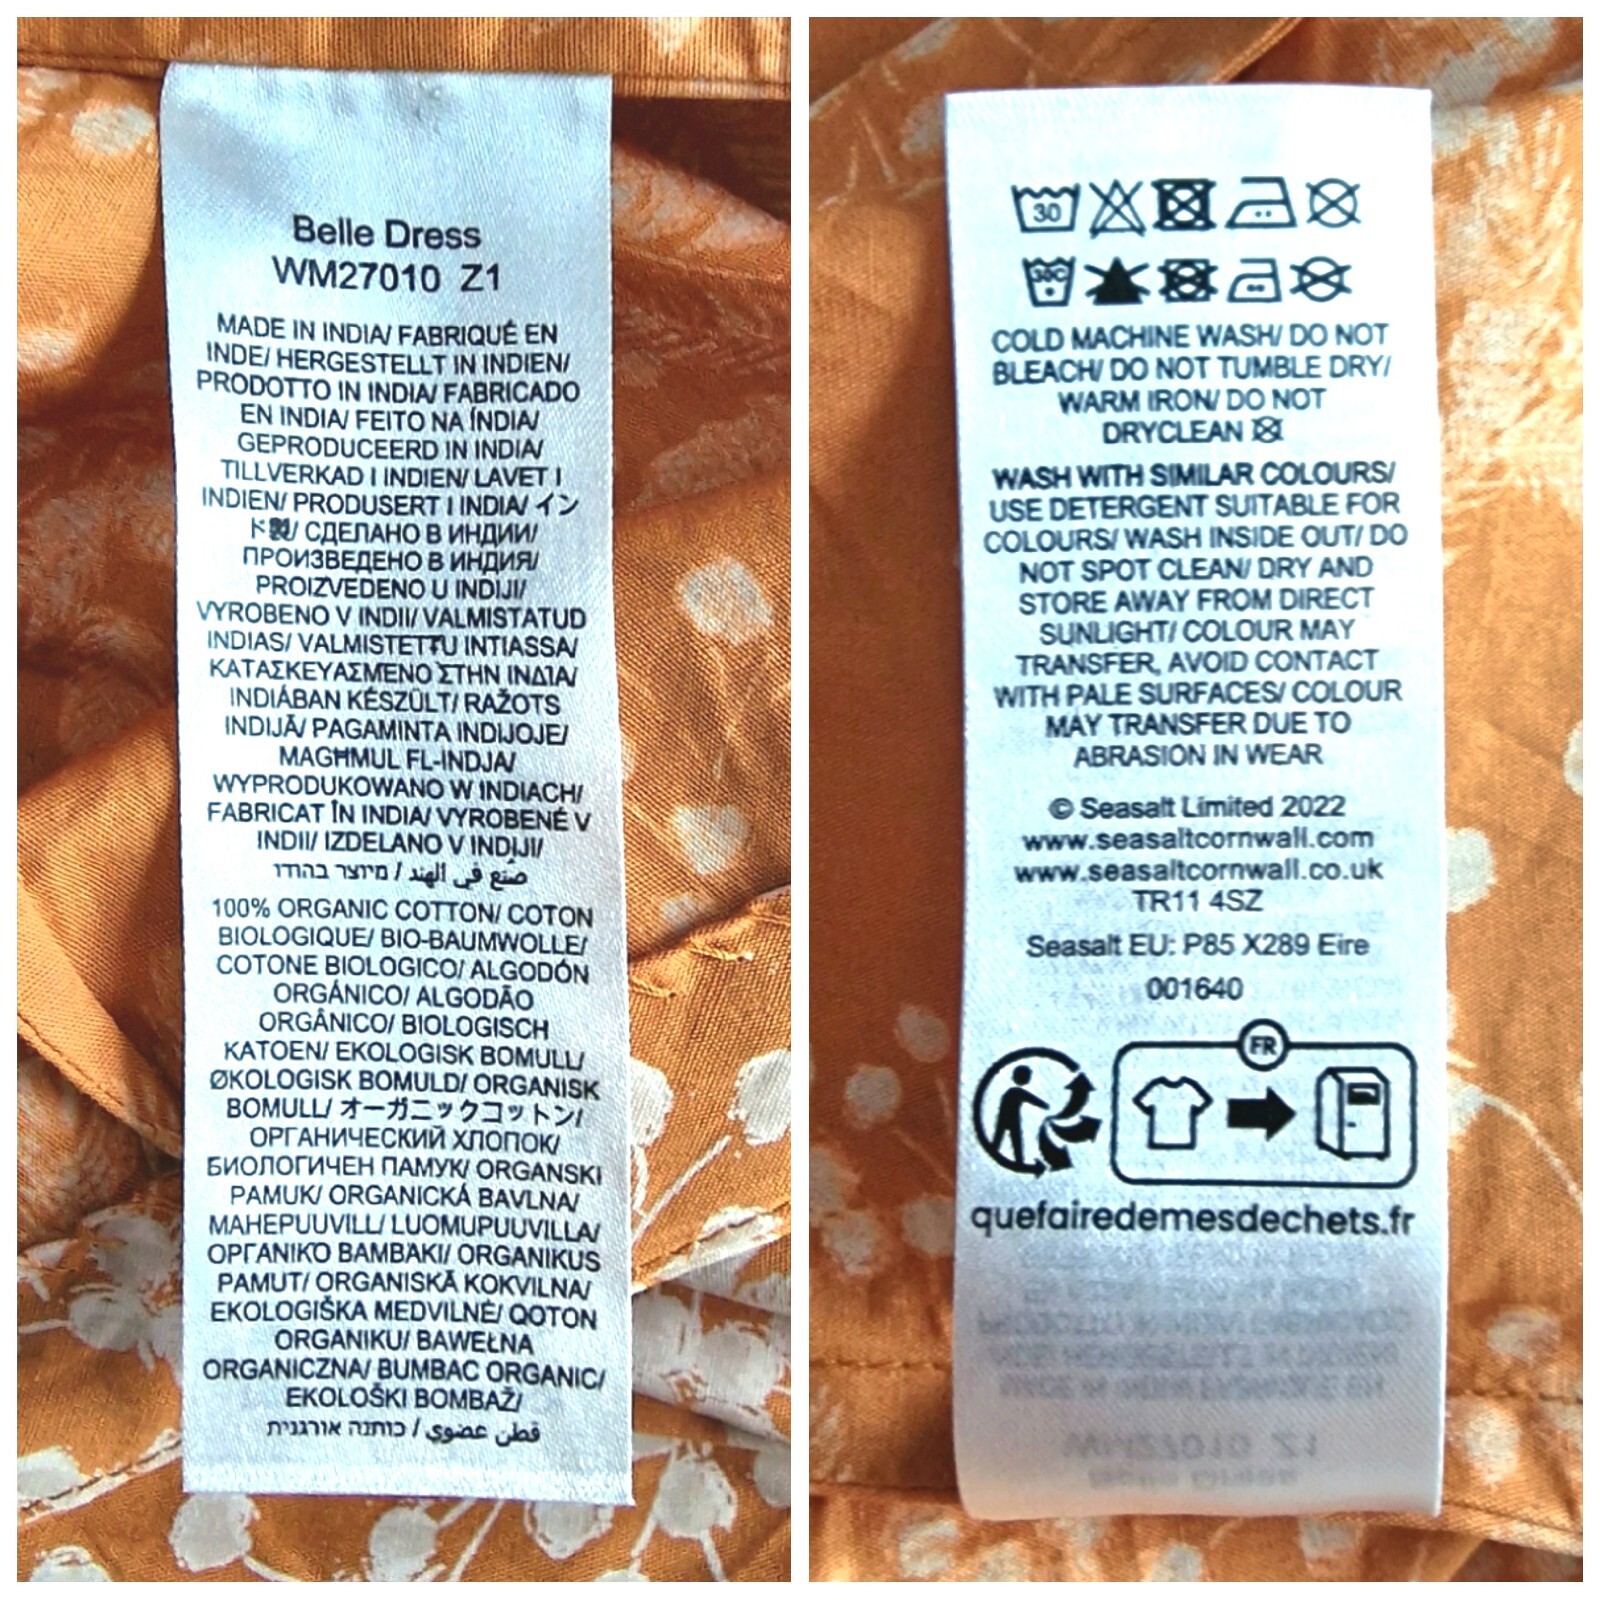 Belle Dress
WM27010 Z1
MADE IN INDIA/ FABRIQUÉ EN
INDE/ HERGESTELLT IN INDIEN/
PRODOTTO IN INDIA/ FABRICADO
EN INDIA/ FEITO NA ÍNDIA/
GEPRODUCEERD IN INDIA/
TILLVERKAD I INDIEN/ LAVET I
INDIEN/ PRODUSERT I INDIA/ イン
ド製/ СДЕЛАНО В ИНДИИ/
ПРОИЗВЕДЕНО В ИНДИЯ/
PROIZVEDENO U INDIJI/
VYROBENO V INDII/ VALMISTATUD
INDIAS/ VALMISTETTU INTIASSA/
ΚΑΤΑΣΚΕΥΑΣΜΕΝΟ ΣΤΗΝ ΙΝΔΙΑ/
INDIÁBAN KÉSZÜLT/ RAŽOTS
INDIJĀ/ PAGAMINTA INDIJOJE/
MAGĦMUL FL-INDJA/
WYPRODUKOWANO W INDIACH/
FABRICAT ÎN INDIA/ VYROBENÉ V
INDII/ IZDELANO V INDIJI/
صنع في الهند / מיוצר בהודו
100% ORGANIC COTTON/ COTON
BIOLOGIQUE/ BIO-BAUMWOLLE/
COTONE BIOLOGICO/ ALGODÓN
ORGÁNICO/ ALGODÃO
ORGÂNICO/ BIOLOGISCH
KATOEN/ EKOLOGISK BOMULL/
ØKOLOGISK BOMULD/ ORGANISK
BOMULL/ オーガニックコットン/
ОРГАНИЧЕСКИЙ ХЛОПОК/
БИОЛОГИЧЕН ПАМУК/ ORGANSKI
PAMUK/ ORGANICKÁ BAVLNA/
MAHEPUUVILL/ LUOMUPUUVILLA/
ΟΡΓΑΝΙΚΌ ΒΑΜΒΑΚΙ/ ORGANIKUS
PAMUT/ ORGANISKĀ KOKVILNA/
EKOLOGIŠKA MEDVILNĖ/ QOTON
ORGANIKU/ BAWEŁNA
ORGANICZNA/ BUMBAC ORGANIC/
EKOLOŠKI BOMBAŽ/
قطن عضوي / כותנה אורגנית
30
30C
COLD MACHINE WASH/ DO NOT
BLEACH/ DO NOT TUMBLE DRY/
WARM IRON/ DO NOT
DRYCLEAN
WASH WITH SIMILAR COLOURS/
USE DETERGENT SUITABLE FOR
COLOURS/ WASH INSIDE OUT/ DO
NOT SPOT CLEAN/ DRY AND
STORE AWAY FROM DIRECT
SUNLIGHT/ COLOUR MAY
TRANSFER, AVOID CONTACT
WITH PALE SURFACES/ COLOUR
MAY TRANSFER DUE TO
ABRASION IN WEAR
© Seasalt Limited 2022
www.seasaltcornwall.com
www.seasaltcornwall.co.uk
TR11 4SZ
Seasalt EU: P85 X289 Eire
001640
FR
quefairedemesdechets.fr